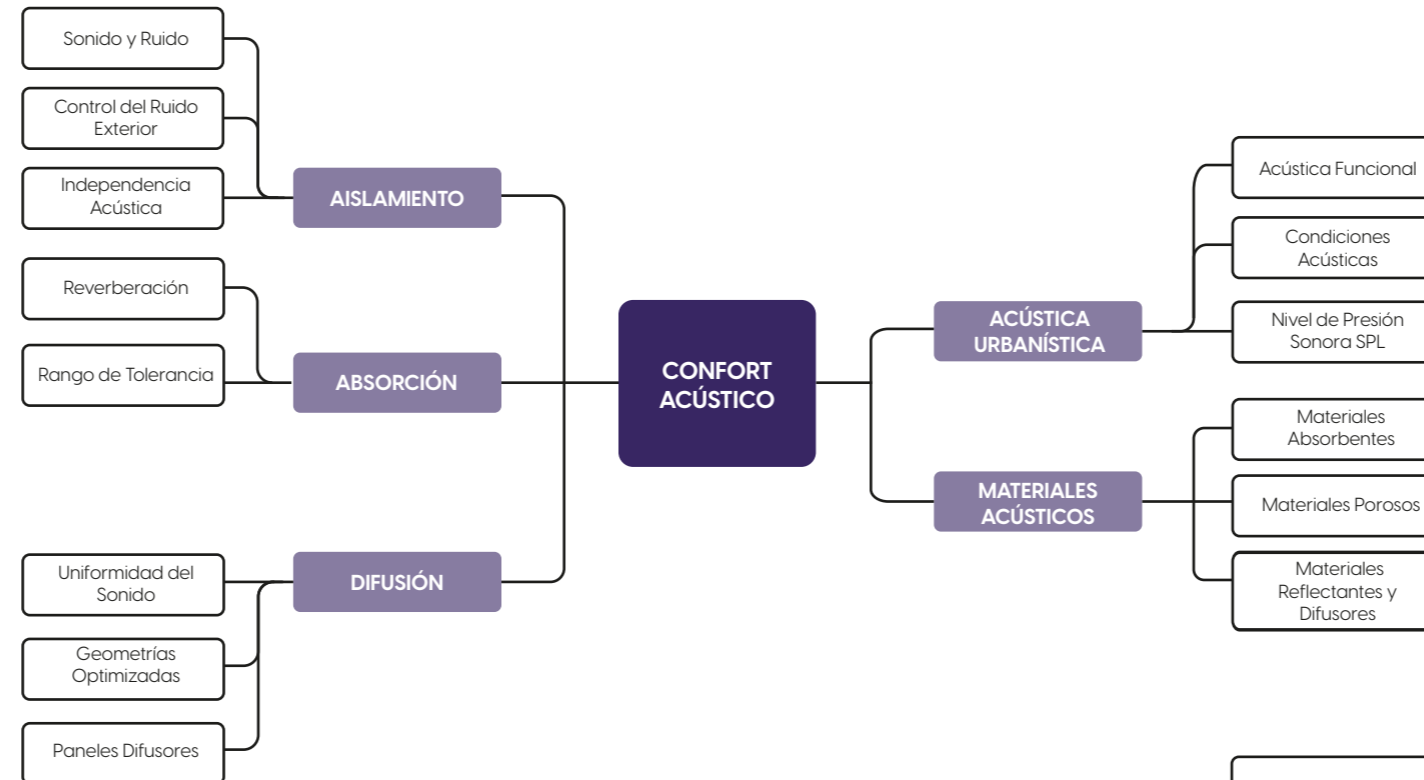 Sonido y Ruido
Control del Ruido
Exterior
Independencia
Acústica
AISLAMIENTO
Reverberación
Rango de Tolerancia
ABSORCIÓN
Uniformidad del
Sonido
DIFUSIÓN
Geometrías
Optimizadas
Paneles Difusores
CONFORT
ACÚSTICO
ACÚSTICA
URBANÍSTICA
Acústica Funcional
Condiciones
Acústicas
Nivel de Presión
Sonora SPL
MATERIALES
ACÚSTICOS
Materiales
Absorbentes
Materiales Porosos
Materiales
Reflectantes y
Difusores